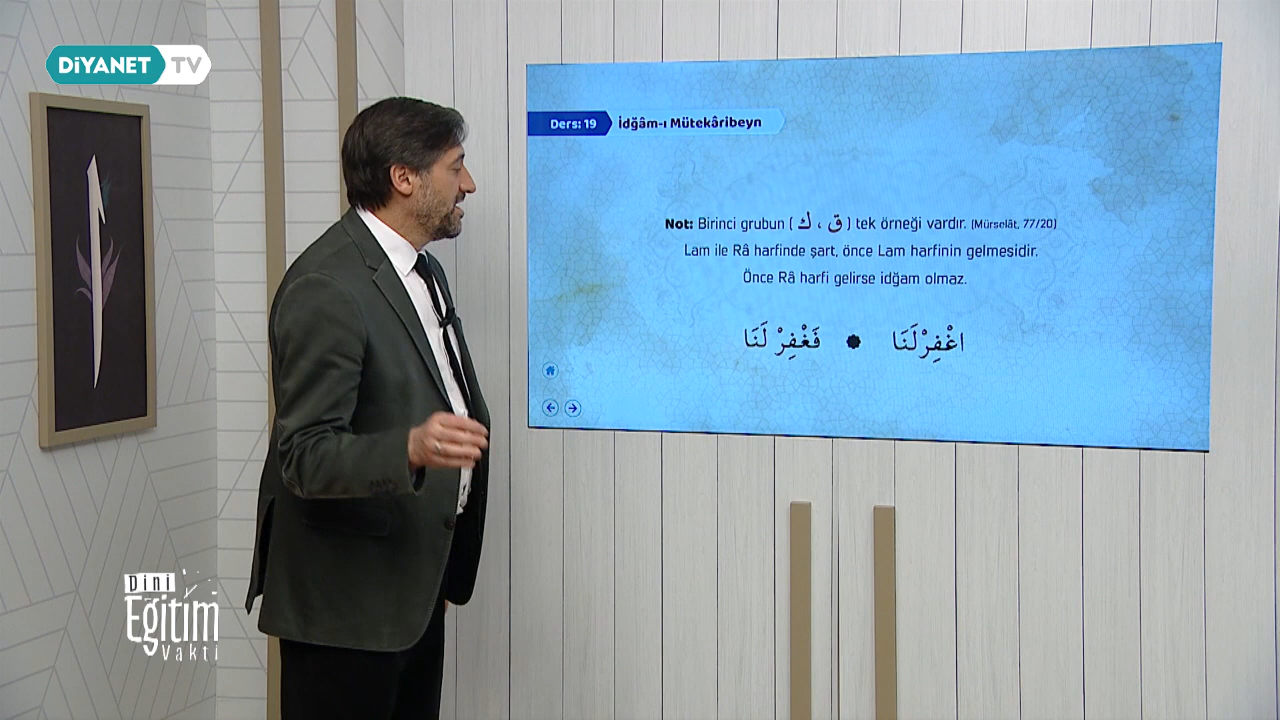 DİYANET TV
Ders: 19 İdğâm-ı Mütekâribeyn
Not: Birinci grubun ( ق ، ك ) tek örneği vardır. (Mürselât, 77/20)
Lam ile Râ harfinde şart, önce Lam harfinin gelmesidir.
Önce Râ harfi gelirse idğam olmaz.
اغْفِرْلَنَا ● فَغْفِرْ لَنَا
Dini
Eğitim
Vakti